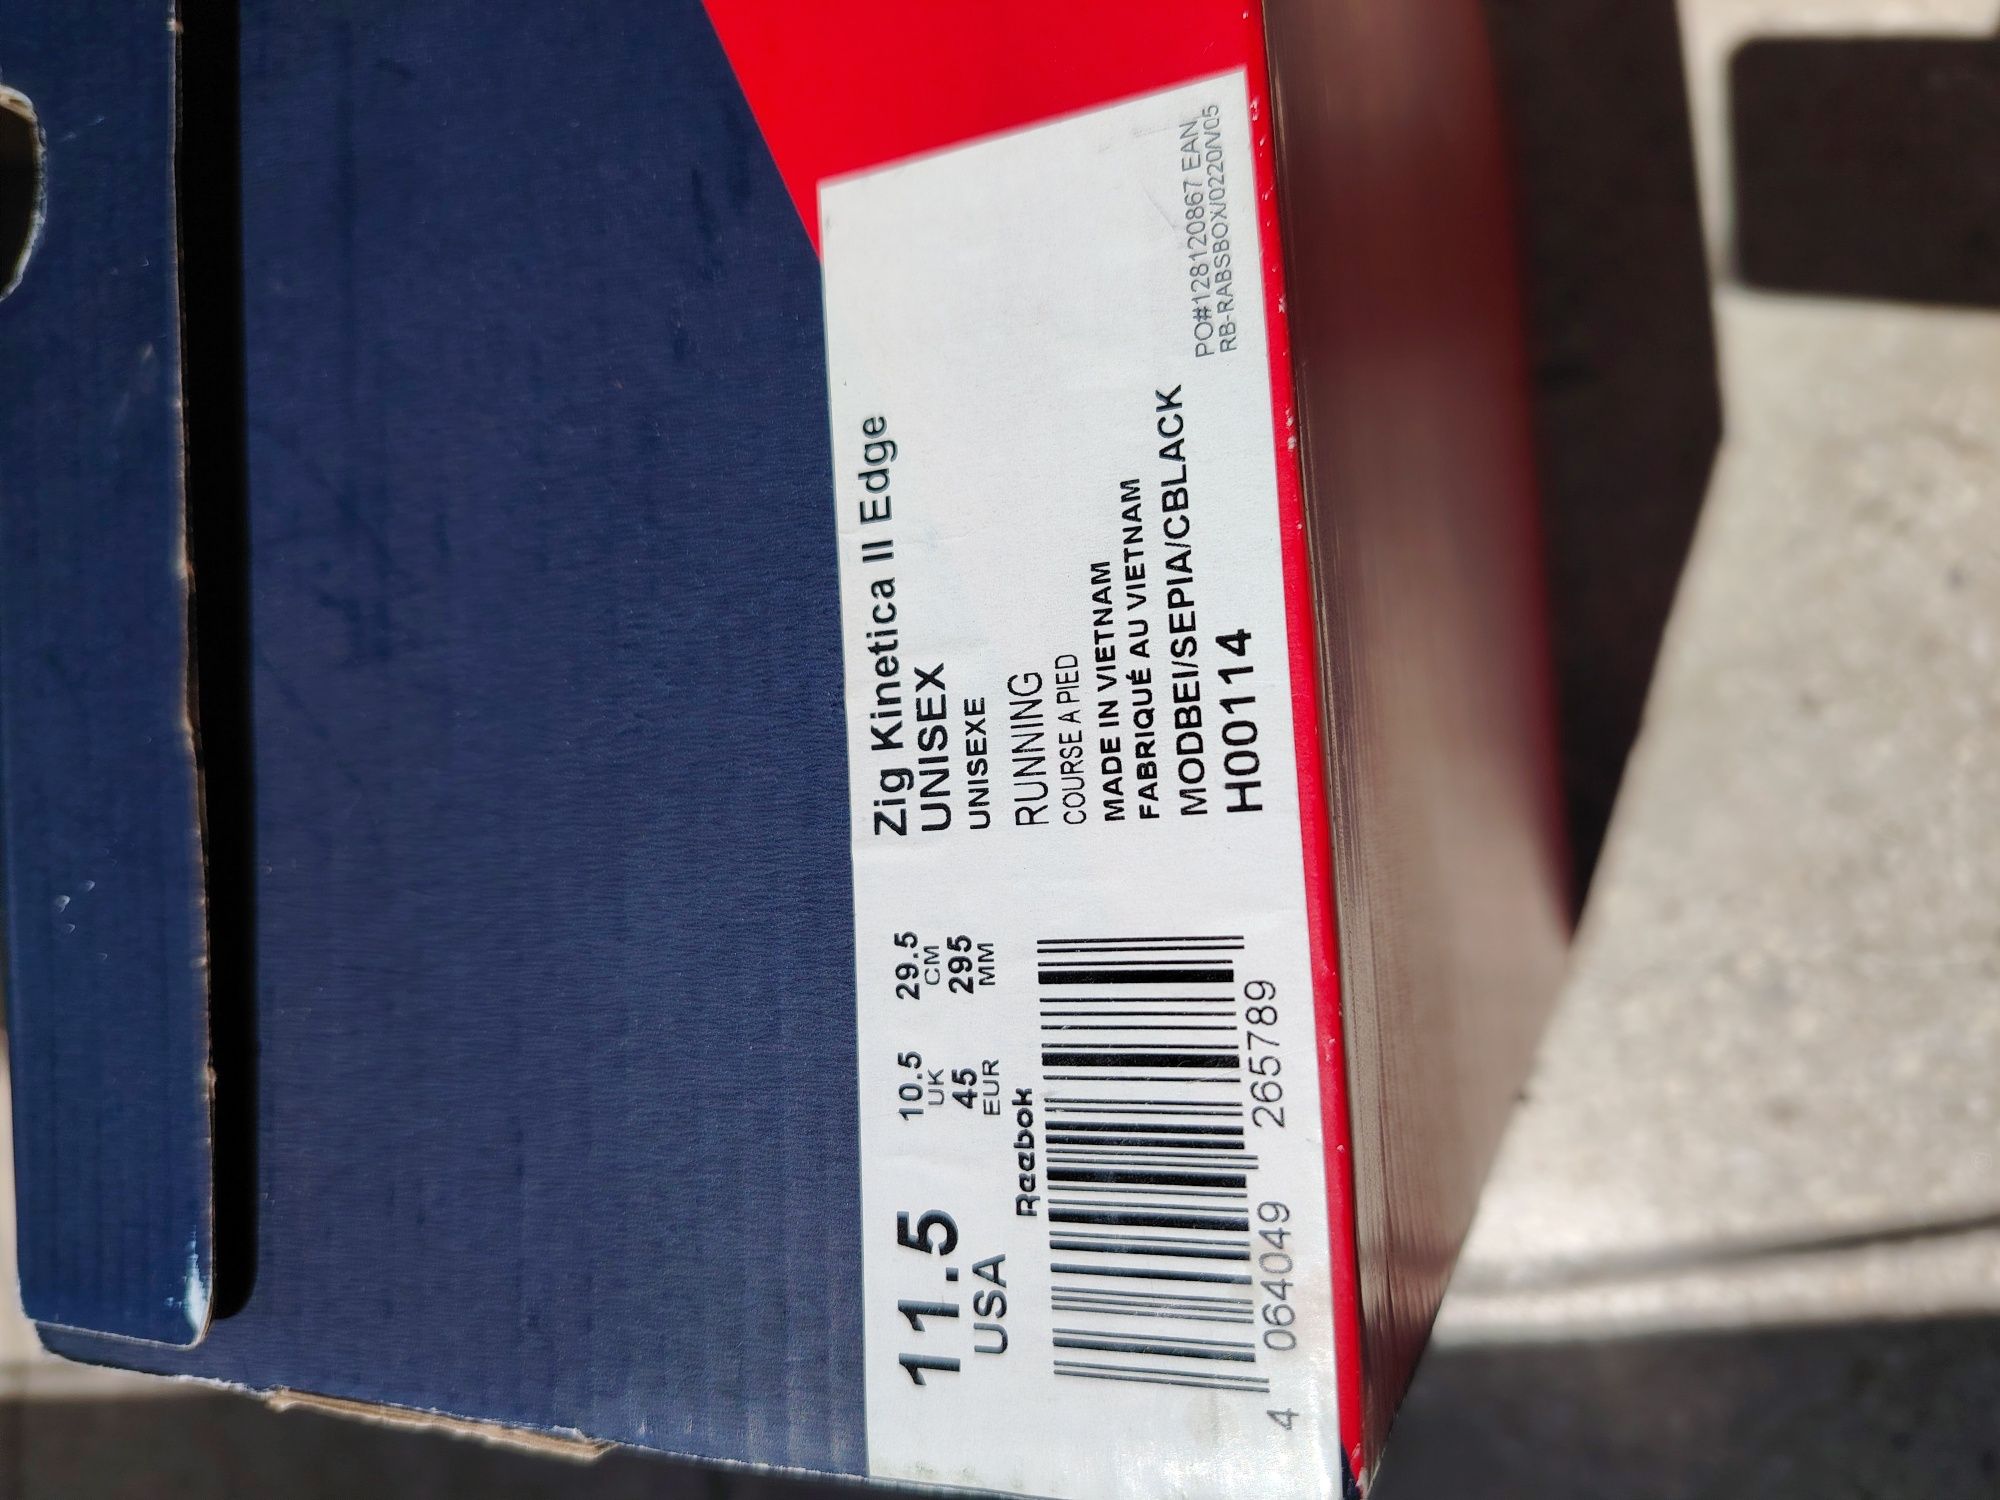 Zig Kinetica II Edge
UNISEX
UNISEXE
RUNNING
COURSE A PIED
MADE IN VIETNAM
FABRIQUÉ AU VIETNAM
MODBEI/SEPIA/CBLACK
H00114
PO#128120867 EAN
RB-RABSBOX/0220/V05
11.5
USA
10.5
UK
45
EUR
29.5
CM
295
MM
Reebok
4 064049 265789